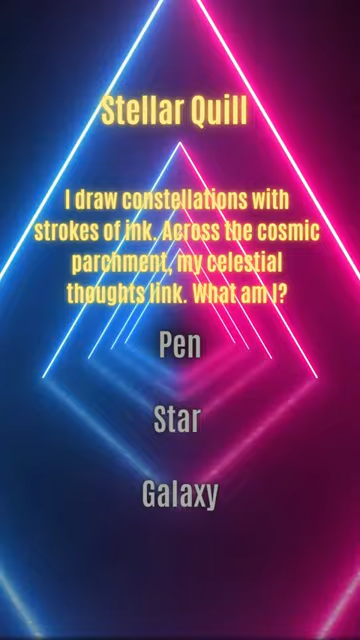 Stellar Quill
I draw constellations with
strokes of ink. Across the cosmic
parchment, my celestial
thoughts link. What am I?
Pen
Star
Galaxy